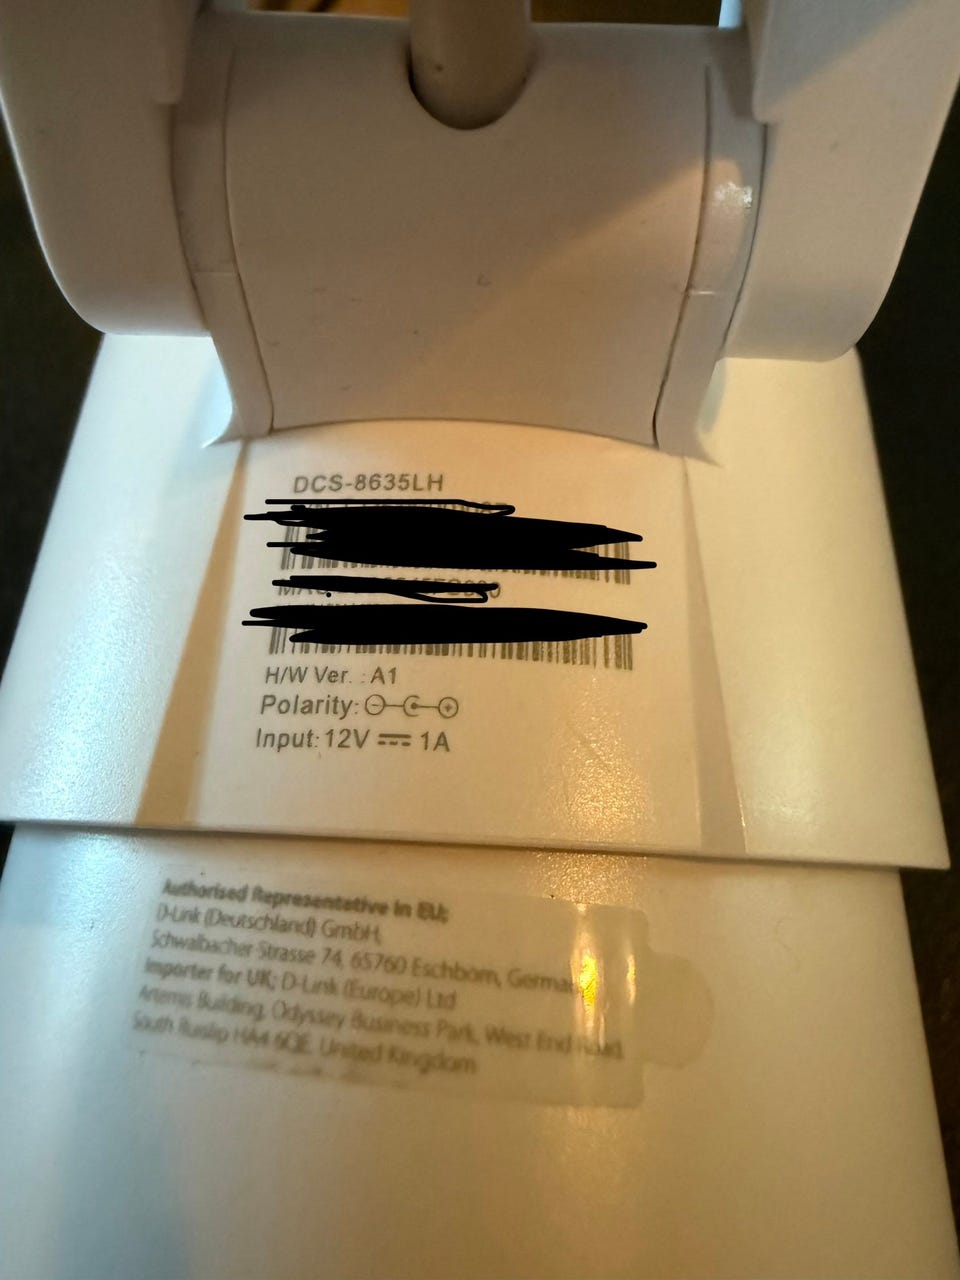 DCS-8635LH
H/W Ver. : A1
Polarity:
Input: 12V 1A
Authorised Representative in EU:
D-Link (Deutschland) GmbH,
Schwalbacher Strasse 74, 65760 Eschborn,
Importer for UK: D-Link (Europe) Ltd
Artemis Building, Odyssey Business Park, West End Road,
South Ruislip HA4 6QE. United Kingdom